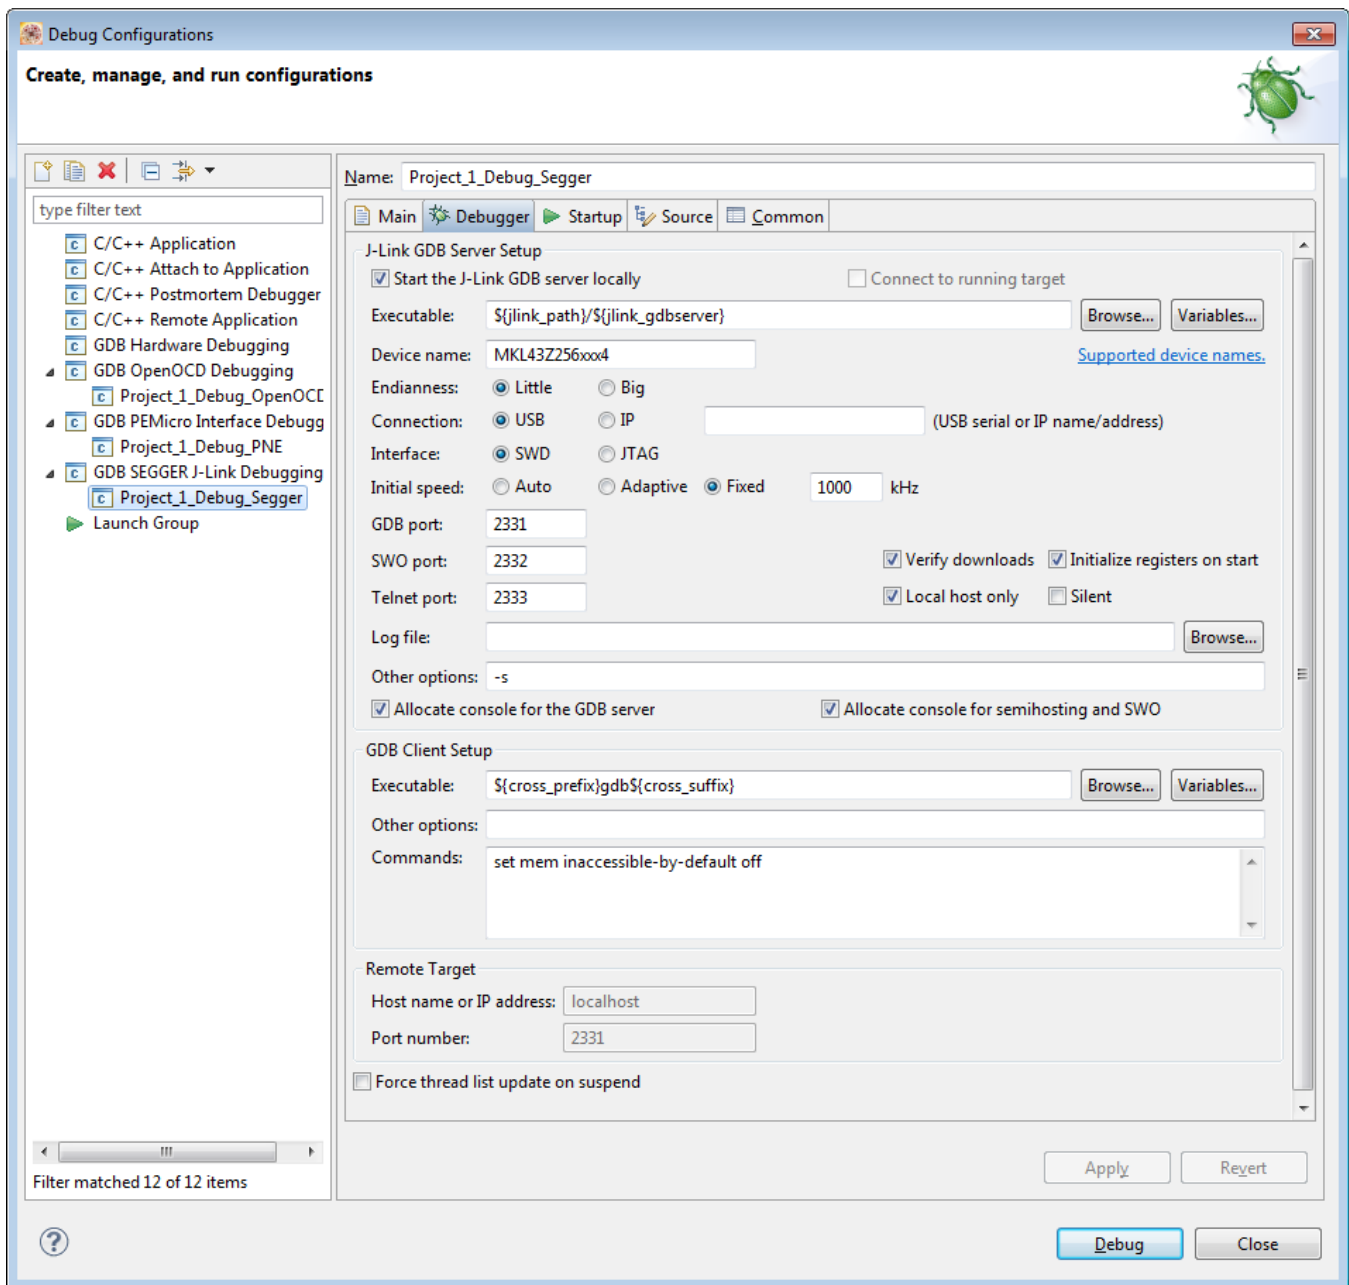 Debug Configurations
Create, manage, and run configurations
type filter text
C/C++ Application
C/C++ Attach to Application
C/C++ Postmortem Debugger
C/C++ Remote Application
GDB Hardware Debugging
GDB OpenOCD Debugging
Project_1_Debug_OpenOCD
GDB PEMicro Interface Debugg
Project_1_Debug_PNE
GDB SEGGER J-Link Debugging
Project_1_Debug_Segger
Launch Group
Filter matched 12 of 12 items
Name: Project_1_Debug_Segger
Main Debugger Startup Source Common
J-Link GDB Server Setup
Start the J-Link GDB server locally Connect to running target
Executable: ${jlink_path}/${jlink_gdbserver} Browse... Variables...
Device name: MKL43Z256xxx4 Supported device names.
Endianness: Little Big
Connection: USB IP (USB serial or IP name/address)
Interface: SWD JTAG
Initial speed: Auto Adaptive Fixed 1000 kHz
GDB port: 2331
SWO port: 2332 Verify downloads Initialize registers on start
Telnet port: 2333 Local host only Silent
Log file: Browse...
Other options: -s
Allocate console for the GDB server Allocate console for semihosting and SWO
GDB Client Setup
Executable: ${cross_prefix}gdb${cross_suffix} Browse... Variables...
Other options:
Commands: set mem inaccessible-by-default off
Remote Target
Host name or IP address: localhost
Port number: 2331
Force thread list update on suspend
Apply Revert
Debug Close